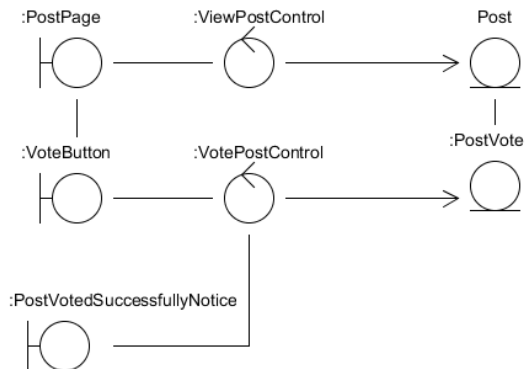 :PostPage
:ViewPostControl
Post
:VoteButton
:VotePostControl
:PostVote
:PostVotedSuccessfullyNotice